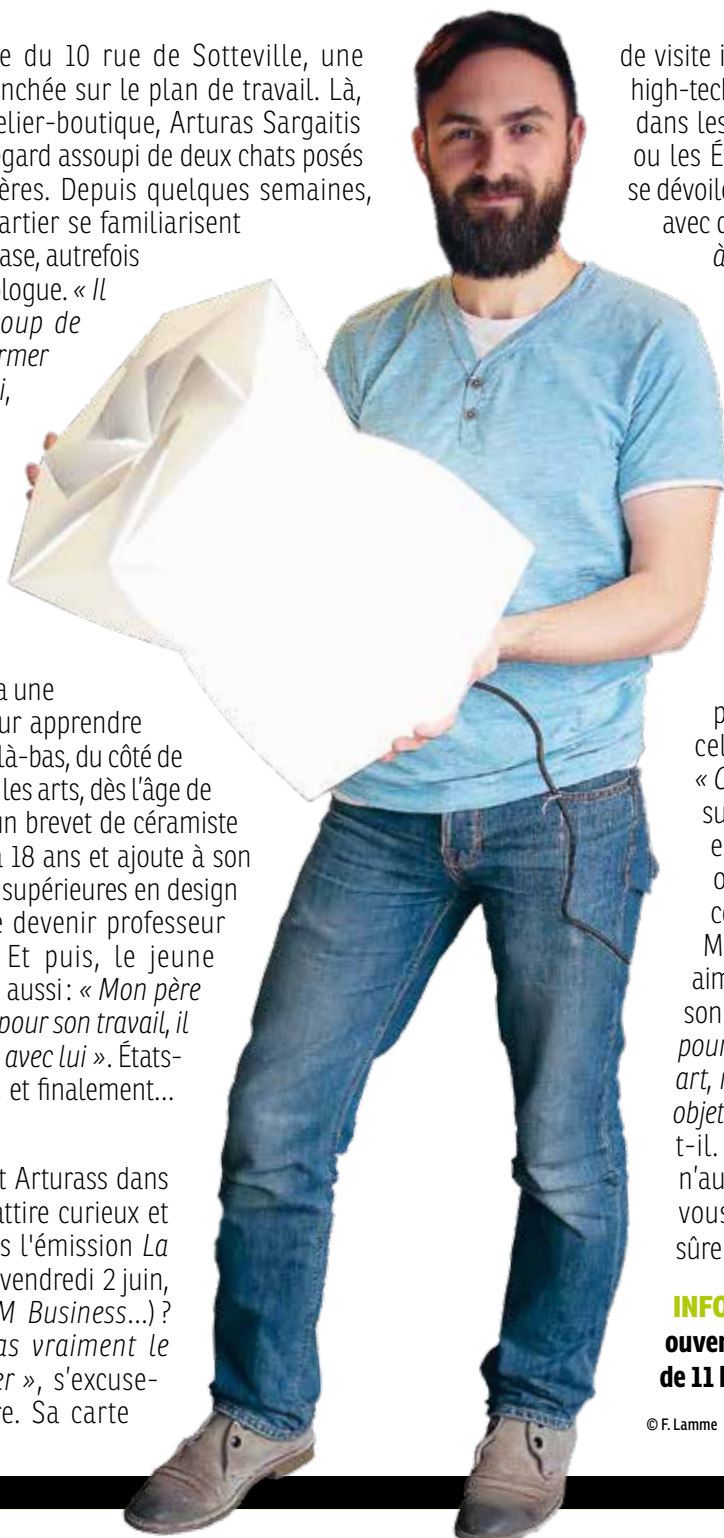 e du 10 rue de Sotteville, une
nchée sur le plan de travail. Là,
elier-boutique, Arturas Sargaitis
egard assoupi de deux chats posés
ères. Depuis quelques semaines,
artier se familiarisent
ase, autrefois
ologue. « Il
oup de
rmer
i,
a une
ur apprendre
là-bas, du côté de
les arts, dès l'âge de
un brevet de céramiste
à 18 ans et ajoute à son
supérieures en design
e devenir professeur
Et puis, le jeune
aussi : « Mon père
pour son travail, il
avec lui ». États-
et finalement…
t Arturass dans
attire curieux et
s l'émission La
vendredi 2 juin,
M Business…) ?
as vraiment le
er », s'excuse-
re. Sa carte
de visite i
high-tech
dans les
ou les É
se dévoile
avec
à
p
cel
« C
su
e
o
c
M
aim
son
pour
art, 
objet
t-il.
n'au
vous
sûre
INFO
ouver
de 11 h
© F. Lamme